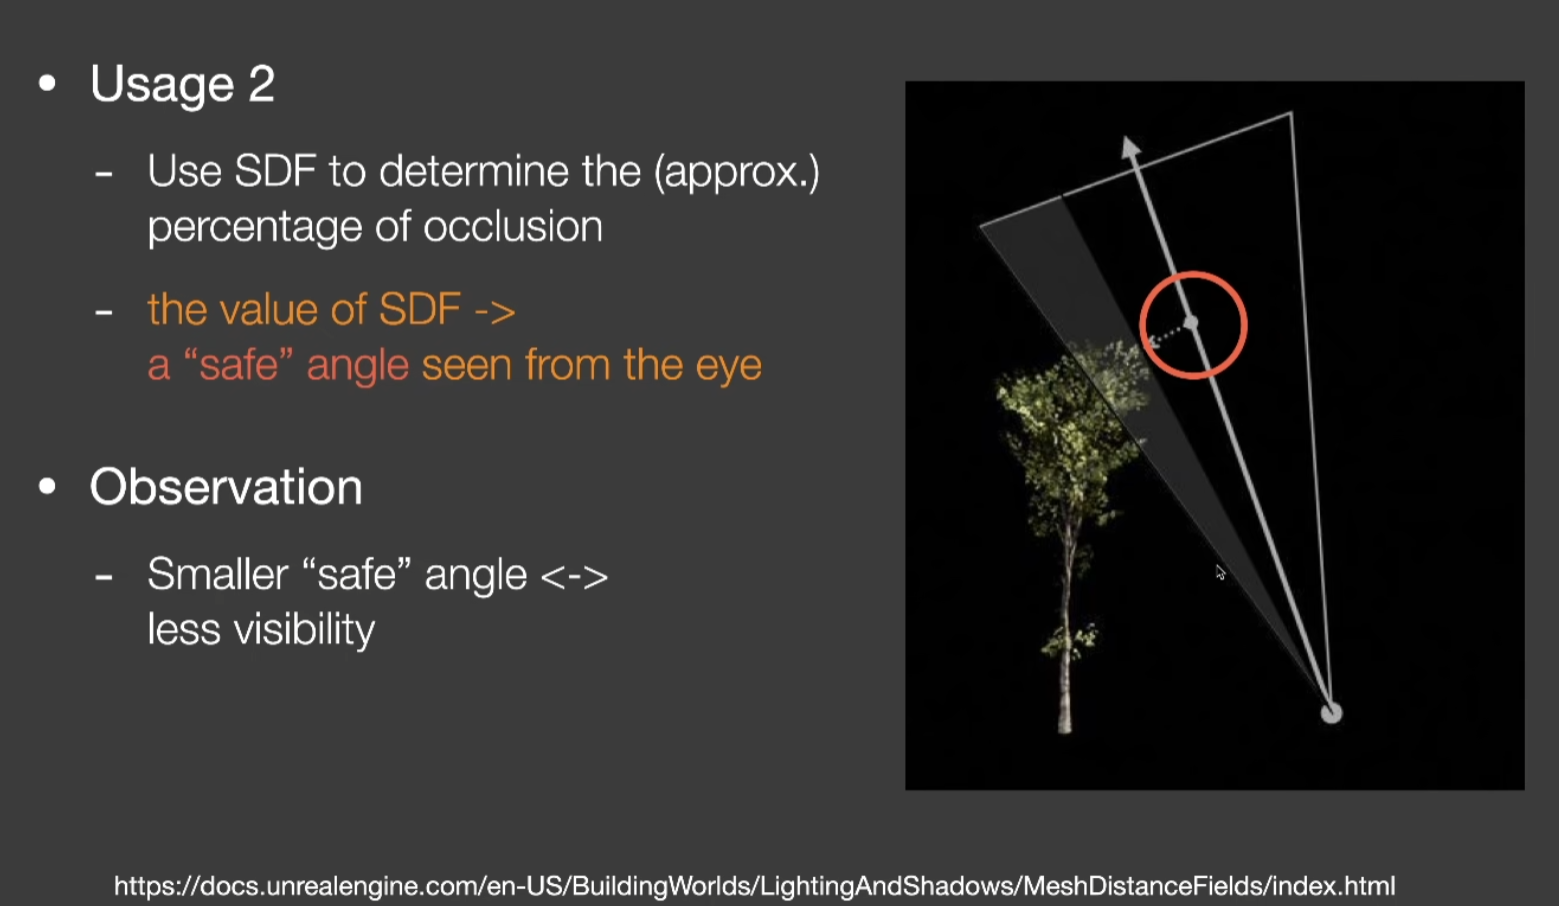 • Usage 2
- Use SDF to determine the (approx.)
percentage of occlusion
- the value of SDF ->
a “safe” angle seen from the eye
• Observation
- Smaller “safe” angle <->
less visibility
https://docs.unrealengine.com/en-US/BuildingWorlds/LightingAndShadows/MeshDistanceFields/index.html